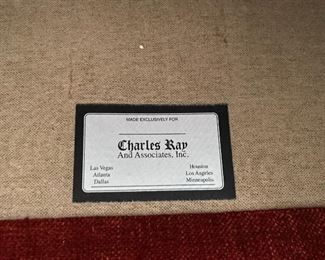 MADE EXCLUSIVELY FOR
Charles Ray
And Associates, Inc.
Las Vegas Houston
Atlanta Los Angeles
Dallas Minneapolis